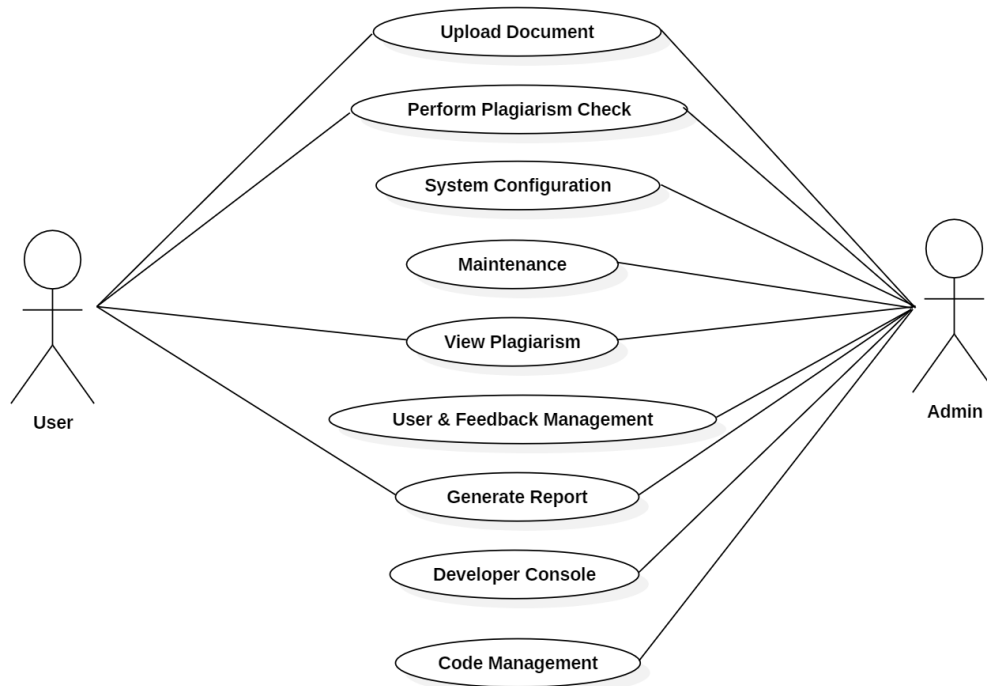 Upload Document
Perform Plagiarism Check
System Configuration
Maintenance
View Plagiarism
User & Feedback Management
Generate Report
Developer Console
Code Management
User
Admin